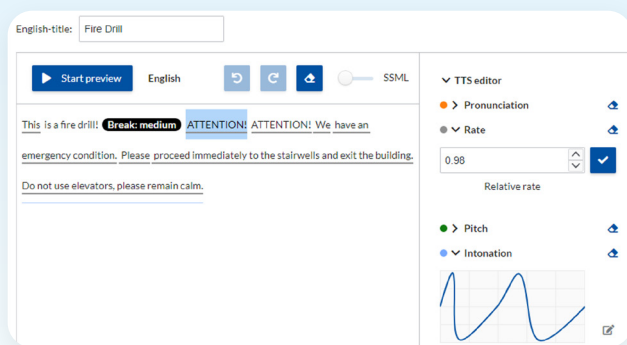 English-title: Fire Drill
Start preview English SSML
This is a fire drill! Break: medium ATTENTION! ATTENTION! We have an
emergency condition. Please proceed immediately to the stairwells and exit the building.
Do not use elevators, please remain calm.
TTS editor
Pronunciation
Rate
0.98
Relative rate
Pitch
Intonation